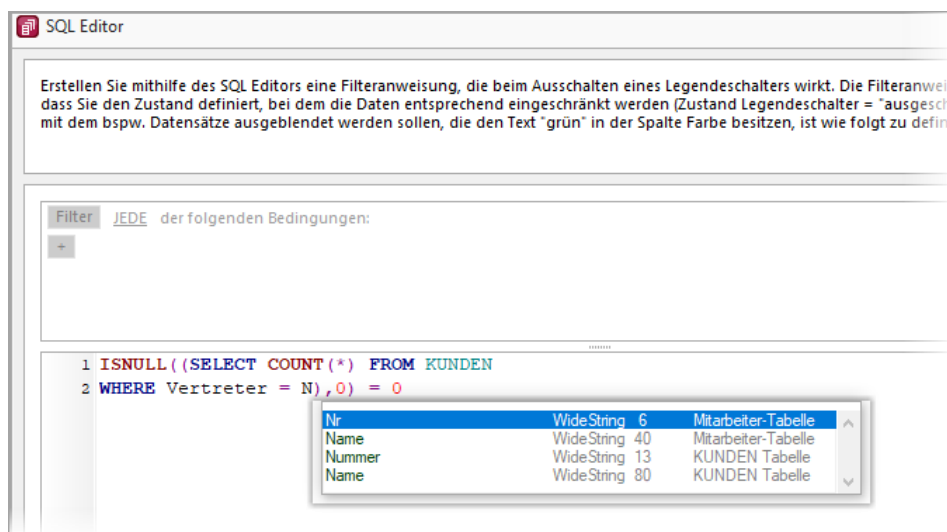 SQL Editor
Erstellen Sie mithilfe des SQL Editors eine Filteranweisung, die beim Ausschalten eines Legendeschalters wirkt. Die Filteranwei
dass Sie den Zustand definiert, bei dem die Daten entsprechend eingeschränkt werden (Zustand Legendeschalter = "ausgesch
mit dem bspw. Datensätze ausgeblendet werden sollen, die den Text "grün" in der Spalte Farbe besitzen, ist wie folgt zu defin
Filter JEDE der folgenden Bedingungen:
+
1 ISNULL((SELECT COUNT(*) FROM KUNDEN
2 WHERE Vertreter = N),0) = 0
Nr WideString 6 Mitarbeiter-Tabelle
Name WideString 40 Mitarbeiter-Tabelle
Nummer WideString 13 KUNDEN Tabelle
Name WideString 80 KUNDEN Tabelle